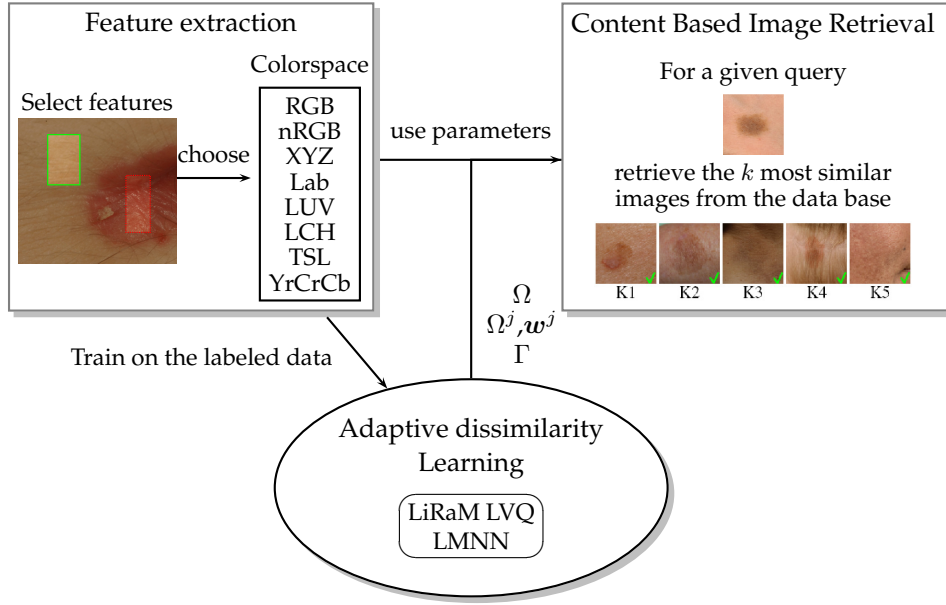 Feature extraction
Colorspace
Select features
choose
RGB
nRGB
XYZ
Lab
LUV
LCH
TSL
YrCrCb
use parameters
Content Based Image Retrieval
For a given query
retrieve the k most similar
images from the data base
K1 K2 K3 K4 K5
Ω
Ω^j,w^j
Γ
Train on the labeled data
Adaptive dissimilarity
Learning
LiRaM LVQ
LMNN